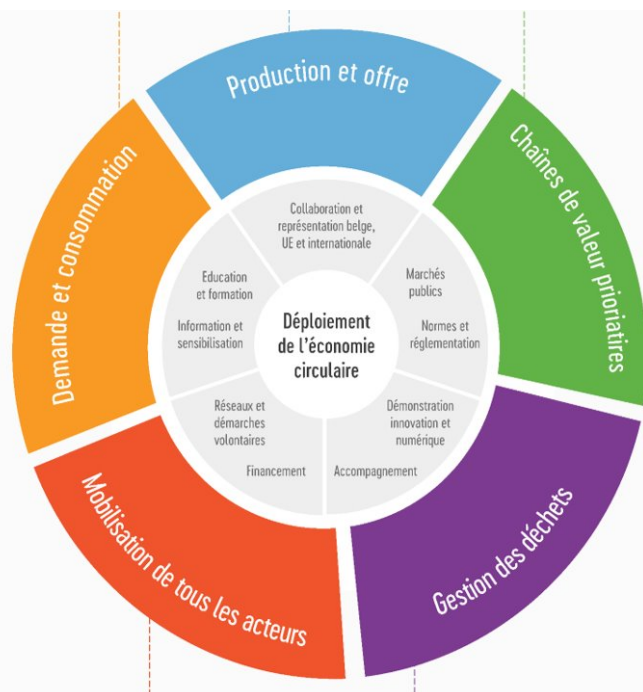 Production et offre
Chaînes de valeur prioriatires
Gestion des déchets
Mobilisation de tous les acteurs
Demande et consommation
Collaboration et
représentation belge,
UE et internationale
Marchés
publics
Normes et
réglementation
Démonstration
innovation et
numérique
Accompagnement
Financement
Réseaux et
démarches
volontaires
Information et
sensibilisation
Education
et formation
Déploiement
de l'économie
circulaire